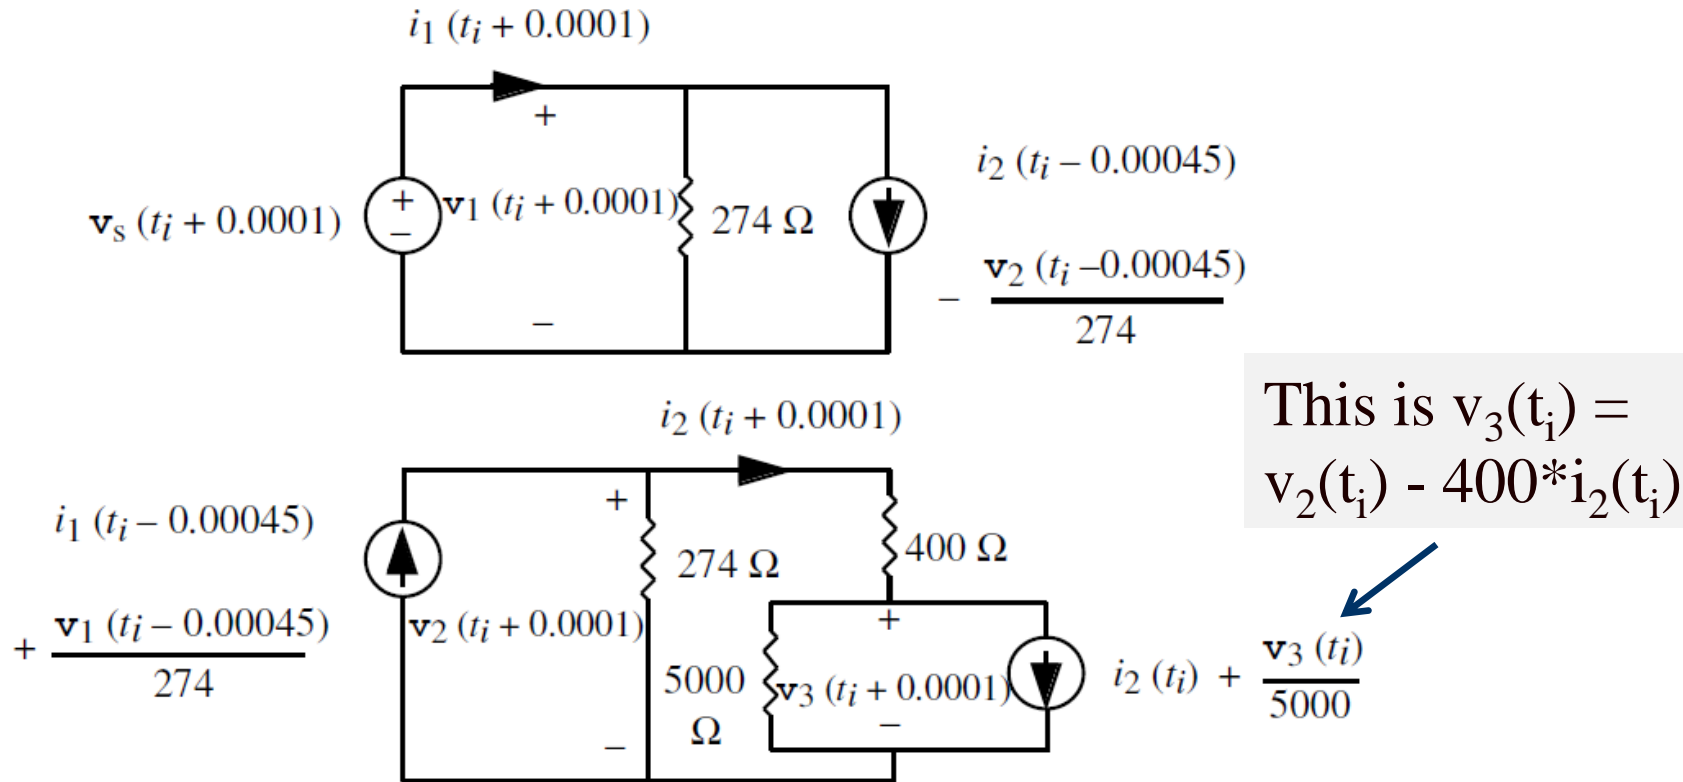 i₁ (tᵢ + 0.0001)
+
vₛ (tᵢ + 0.0001)
+
−
v₁ (tᵢ + 0.0001)
274 Ω
−
i₂ (tᵢ – 0.00045)
− v₂ (tᵢ –0.00045)
274
This is v₃(tᵢ) =
v₂(tᵢ) - 400*i₂(tᵢ)
i₂ (tᵢ + 0.0001)
i₁ (tᵢ – 0.00045)
+ v₁ (tᵢ – 0.00045)
274
+
v₂ (tᵢ + 0.0001)
−
274 Ω
400 Ω
5000
Ω
+
v₃ (tᵢ + 0.0001)
−
i₂ (tᵢ) + v₃ (tᵢ)
5000